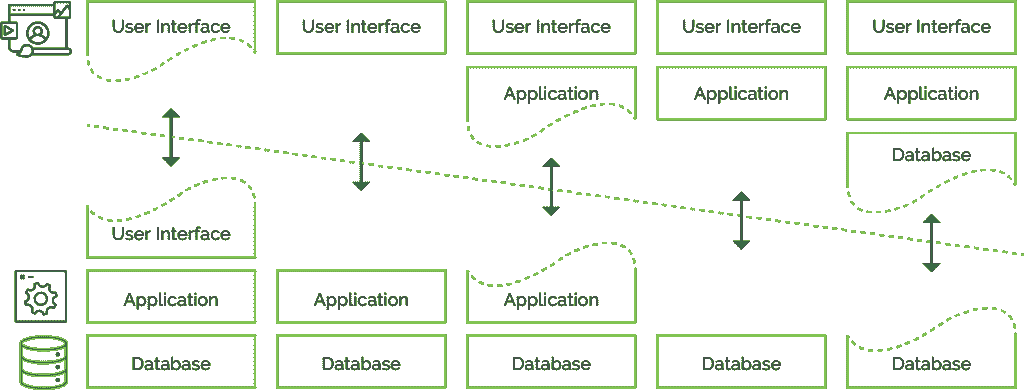 User Interface
User Interface
User Interface
User Interface
User Interface
Application
Application
Application
Database
User Interface
Application
Application
Application
Database
Database
Database
Database
Database